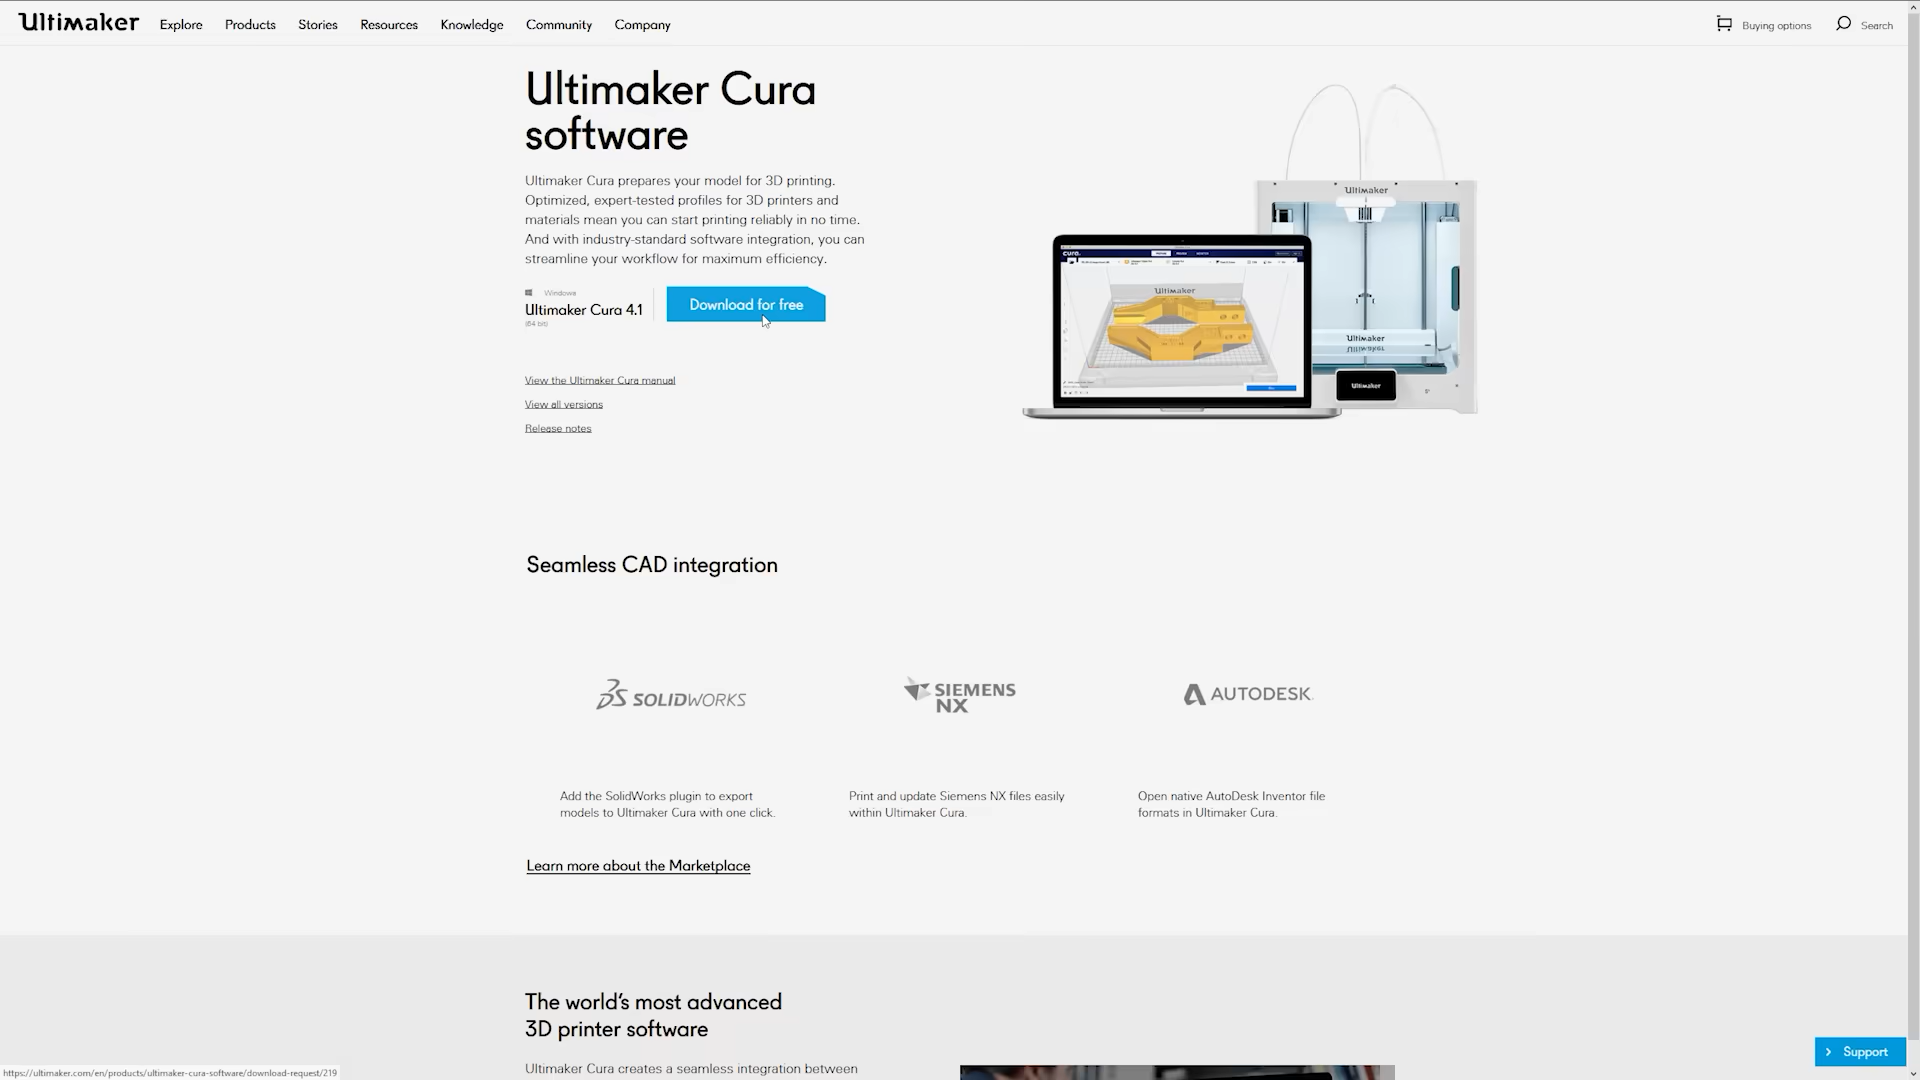 Ultimaker
Explore
Products
Stories
Resources
Knowledge
Community
Company
Buying options
Search
Ultimaker Cura
software
Ultimaker Cura prepares your model for 3D printing.
Optimized, expert-tested profiles for 3D printers and
materials mean you can start printing reliably in no time.
And with industry-standard software integration, you can
streamline your workflow for maximum efficiency.
Windows
Ultimaker Cura 4.1
(64 bit)
Download for free
View the Ultimaker Cura manual
View all versions
Release notes
Ultimaker
cura.
Ultimaker
Ultimaker
Ultimaker
Seamless CAD integration
SOLIDWORKS
SIEMENS
NX
AUTODESK.
Add the SolidWorks plugin to export
models to Ultimaker Cura with one click.
Print and update Siemens NX files easily
within Ultimaker Cura.
Open native AutoDesk Inventor file
formats in Ultimaker Cura.
Learn more about the Marketplace
The world's most advanced
3D printer software
Ultimaker Cura creates a seamless integration between
Support
https://ultimaker.com/en/products/ultimaker-cura-software/download-request/219